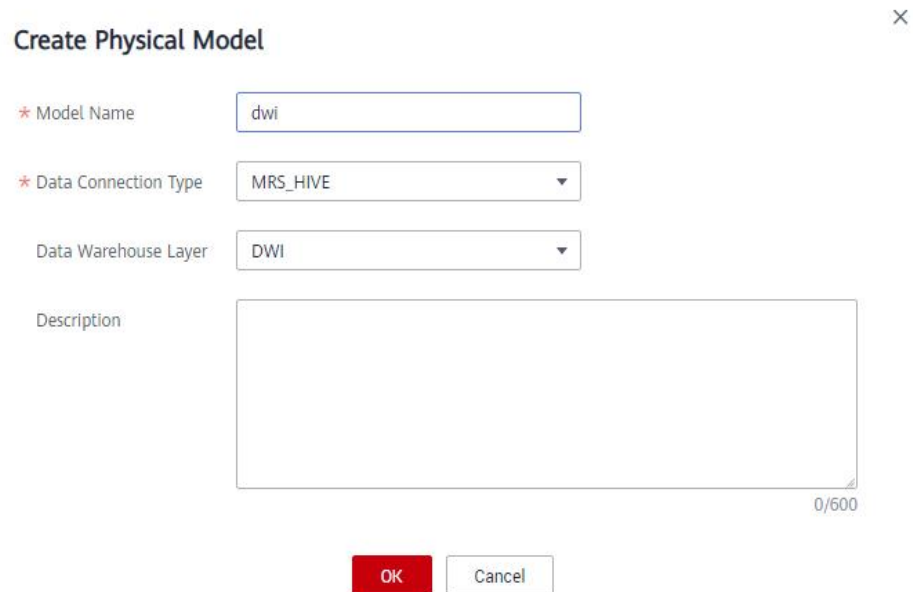 Create Physical Model
* Model Name dwi
* Data Connection Type MRS_HIVE
Data Warehouse Layer DWI
Description
0/600
OK Cancel